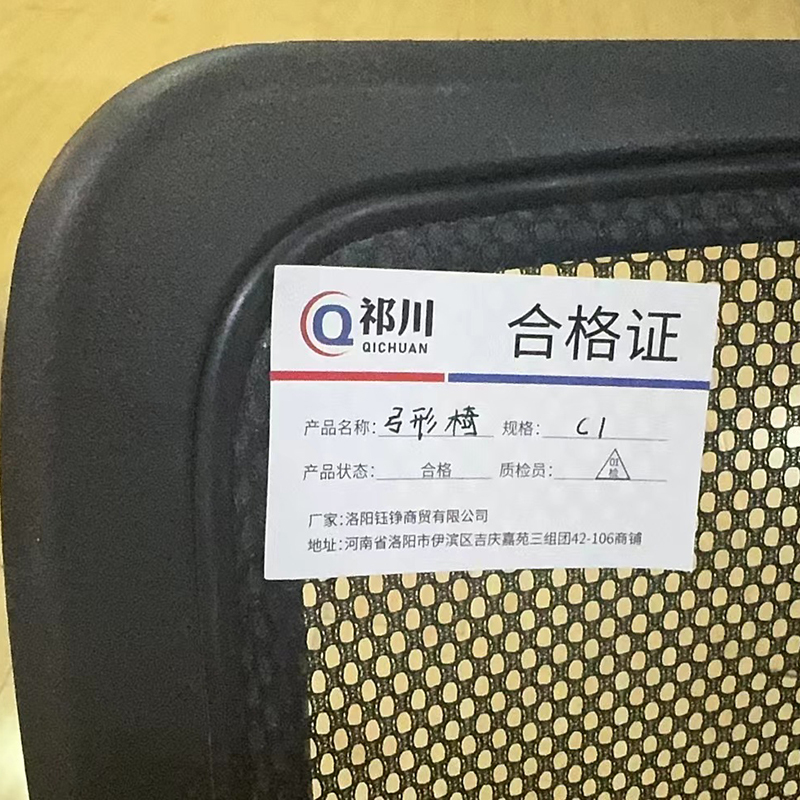 祁川
QICHUAN
合格证
产品名称：弓形椅 规格：C1
产品状态：合格 质检员：01检
厂家：洛阳钰铮商贸有限公司
地址：河南省洛阳市伊滨区吉庆嘉苑三组团42-106商铺